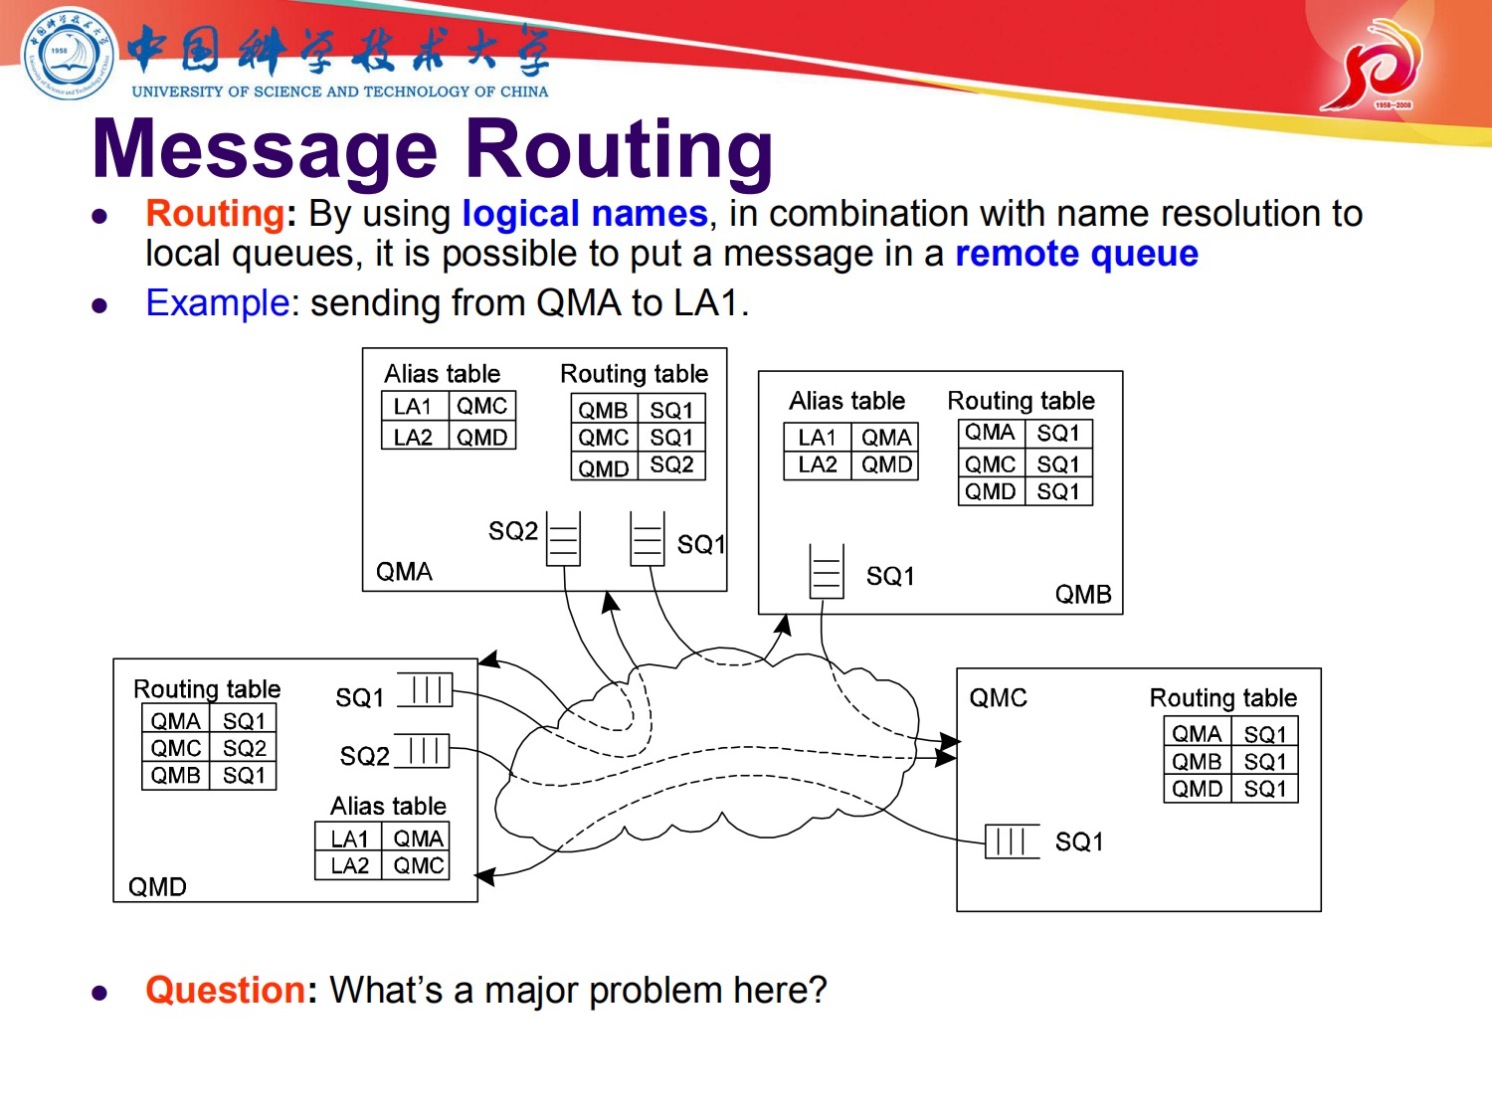 中国科学技术大学
UNIVERSITY OF SCIENCE AND TECHNOLOGY OF CHINA
1958
1958-2008
Message Routing
● Routing: By using logical names, in combination with name resolution to
local queues, it is possible to put a message in a remote queue
● Example: sending from QMA to LA1.
Alias table Routing table
LA1 QMC
LA2 QMD
QMB SQ1
QMC SQ1
QMD SQ2
SQ2 SQ1
QMA
Alias table Routing table
LA1 QMA
LA2 QMD
QMA SQ1
QMC SQ1
QMD SQ1
SQ1
QMB
Routing table
QMA SQ1
QMC SQ2
QMB SQ1
SQ1
SQ2
Alias table
LA1 QMA
LA2 QMC
QMD
QMC Routing table
QMA SQ1
QMB SQ1
QMD SQ1
SQ1
● Question: What's a major problem here?